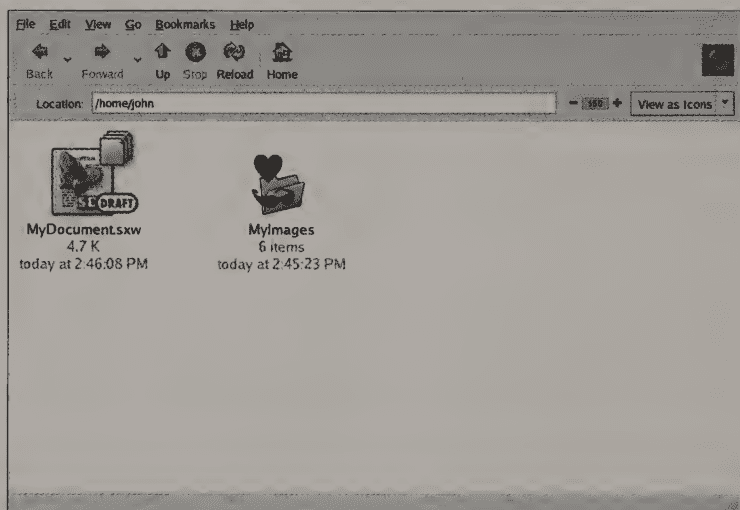 File Edit View Go Bookmarks Help
Back Forward Up Stop Reload Home
Location: /home/john View as Icons
DRAFT
MyDocument.sxw MyImages
4.7 K 6 items
today at 2:46:08 PM today at 2:45:23 PM